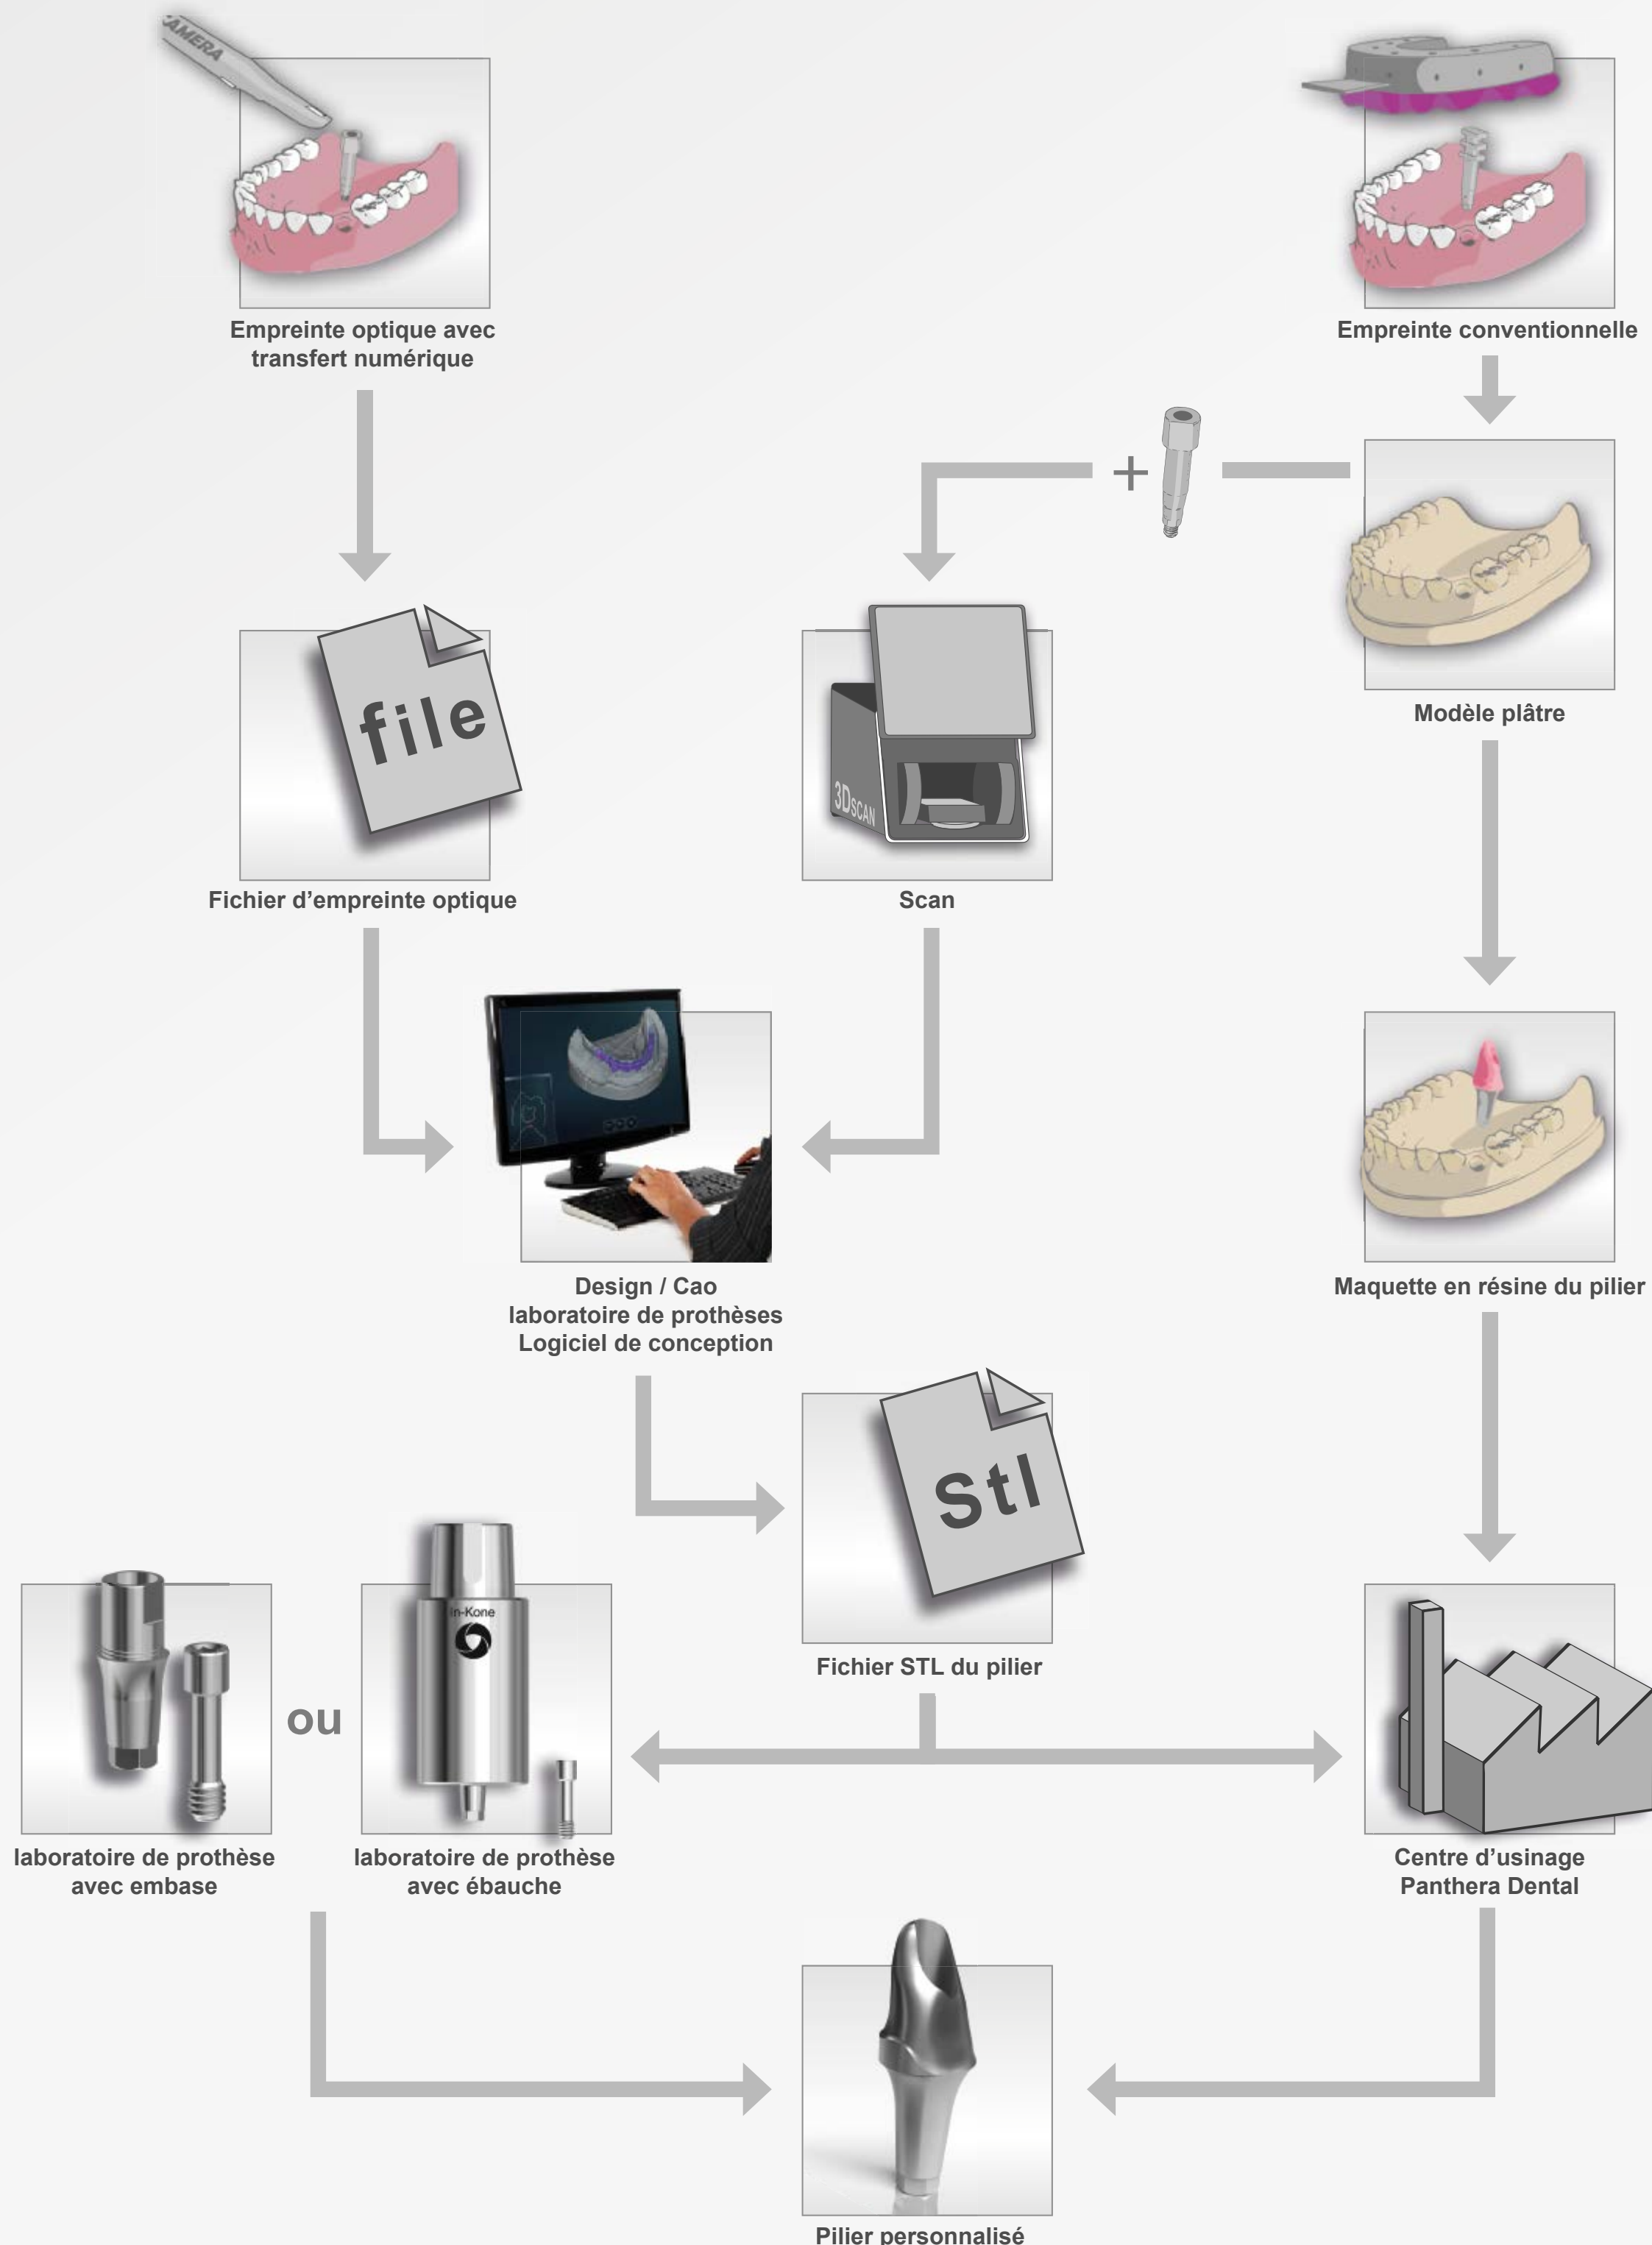 CAMERA
Empreinte optique avec
transfert numérique
Empreinte conventionnelle
+
Modèle plâtre
file
Fichier d’empreinte optique
3DSCAN
Scan
Maquette en résine du pilier
Design / Cao
laboratoire de prothèses
Logiciel de conception
Stl
Fichier STL du pilier
In-Kone
ou
laboratoire de prothèse
avec embase
laboratoire de prothèse
avec ébauche
Centre d’usinage
Panthera Dental
Pilier personnalisé